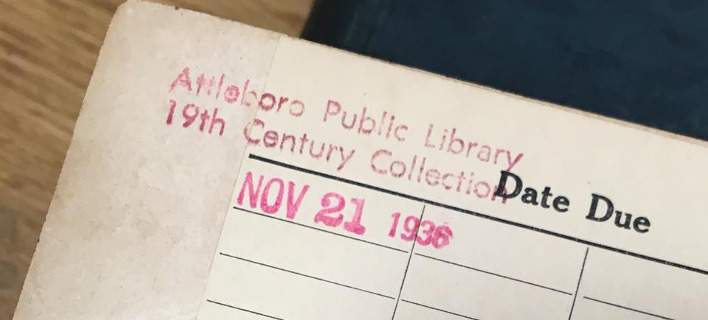 Attleboro Public Library
19th Century Collection
Date Due
NOV 21 1936